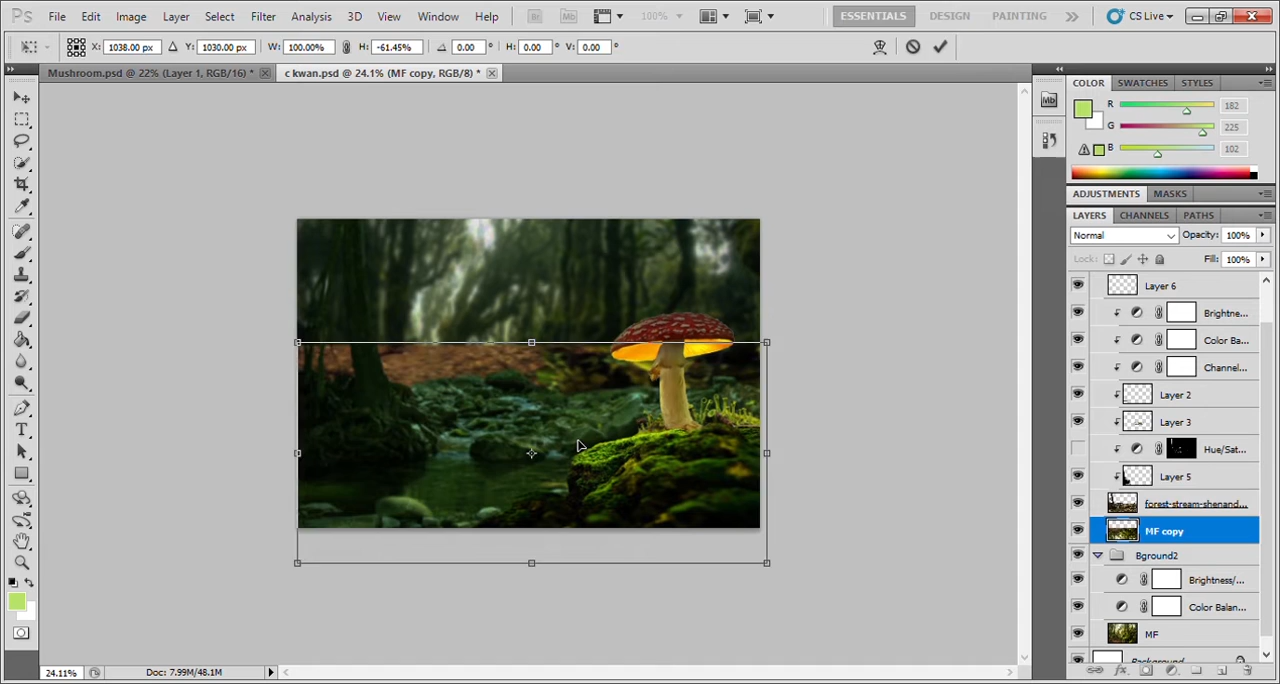 Ps File Edit Image Layer Select Filter Analysis 3D View Window Help Br Mb 100% ESSENTIALS DESIGN PAINTING CS Live
X: 1038.00 px Y: 1030.00 px W: 100.00% H: -61.45% 0.00 ° H: 0.00 ° V: 0.00 °
Mushroom.psd @ 22% (Layer 1, RGB/16) * c kwan.psd @ 24.1% (MF copy, RGB/8) *
COLOR SWATCHES STYLES
Mb
R 182
G 225
B 102
ADJUSTMENTS MASKS
LAYERS CHANNELS PATHS
Normal Opacity: 100%
Lock: Fill: 100%
Layer 6
Brightne...
Color Ba...
Channel...
Layer 2
Layer 3
Hue/Sat...
Layer 5
forest-stream-shenand...
MF copy
Bground2
Brightness/...
Color Balan...
MF
Background
24.11% Doc: 7.99M/48.1M